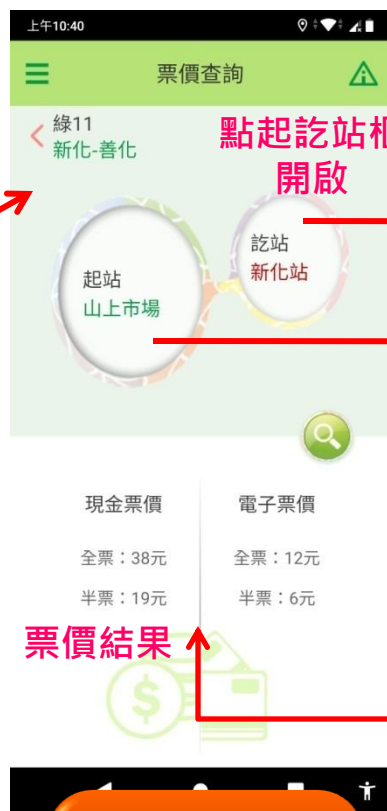 上午10:40
票價查詢
綠11
新化-善化
點起訖站
開啟
訖站
新化站
起站
山上市場
現金票價
電子票價
全票：38元
全票：12元
半票：19元
半票：6元
票價結果